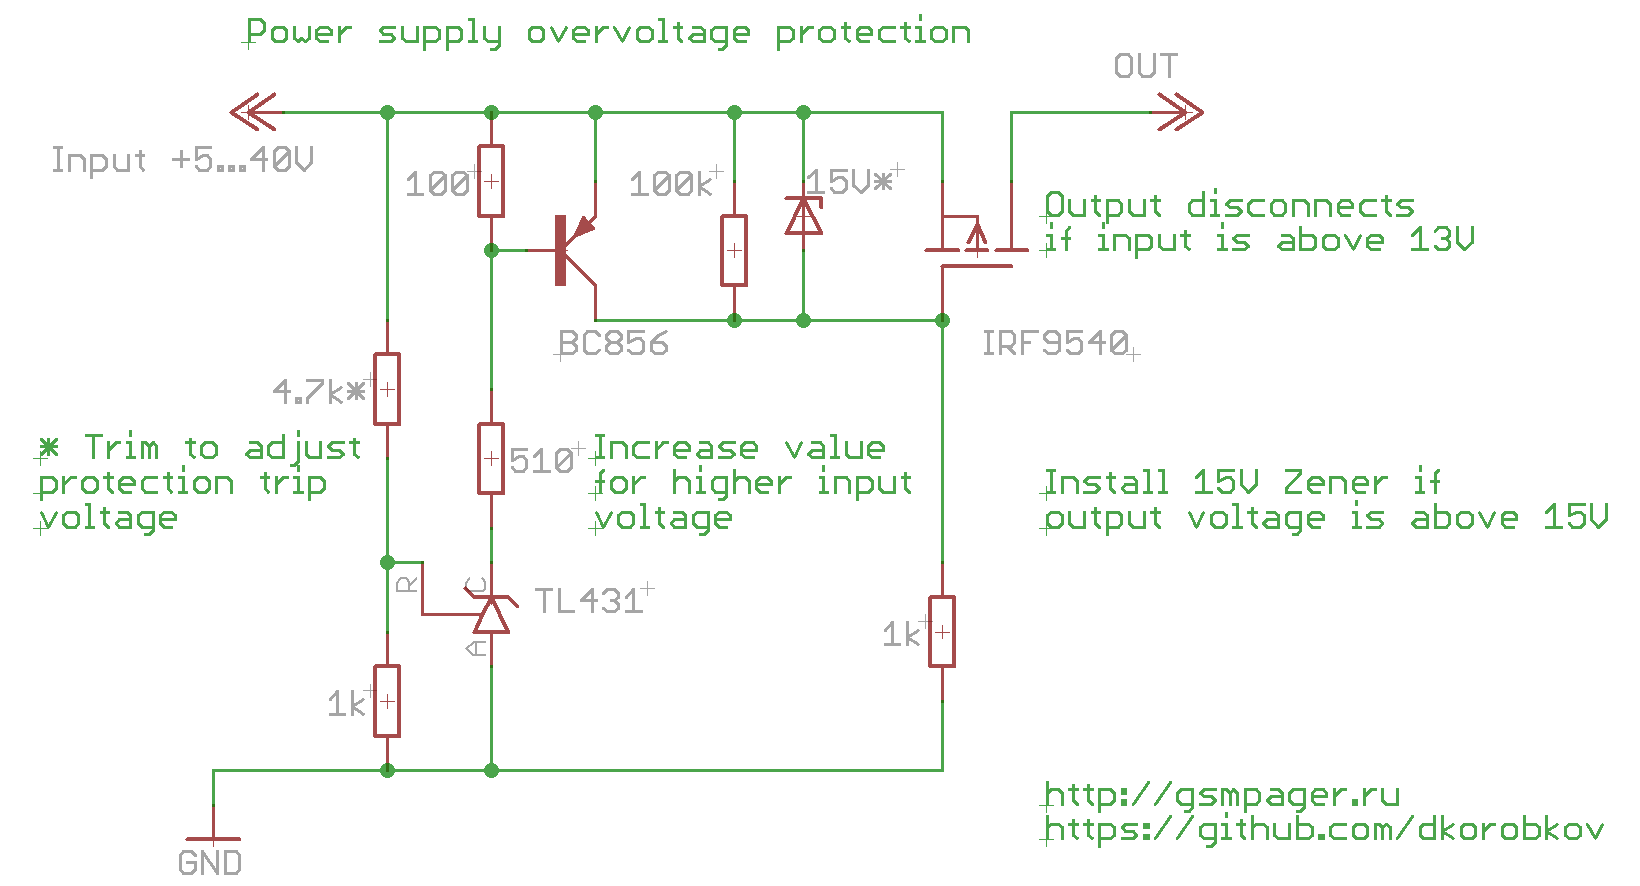 Power supply overvoltage protection
OUT
Input +5...40V
100
100k
15V*
Output disconnects
if input is above 13V
BC856
IRF9540
4.7k*
* Trim to adjust
protection trip
voltage
510
Increase value
for higher input
voltage
Install 15V Zener if
output voltage is above 15V
R
C
TL431
A
1k
1k
http://gsmpager.ru
https://github.com/dkorobkov
GND